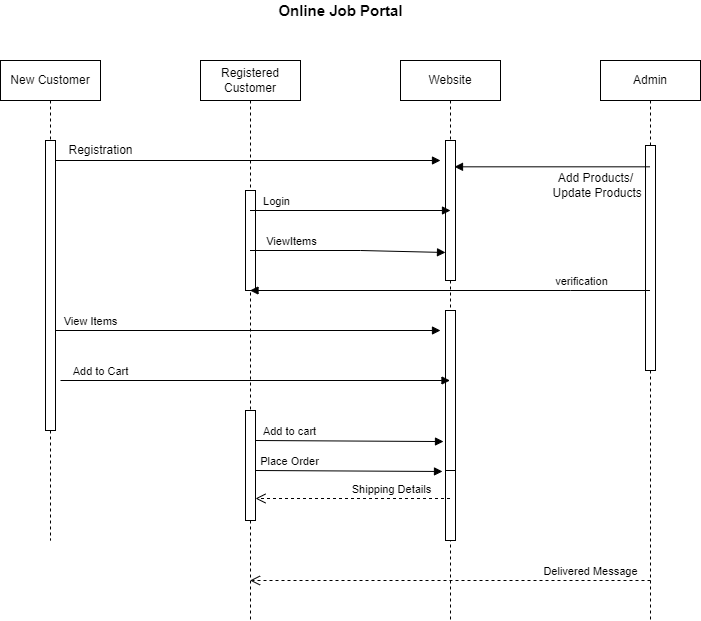 Online Job Portal
New Customer
Registered
Customer
Website
Admin
Registration
Add Products/
Update Products
Login
ViewItems
verification
View Items
Add to Cart
Add to cart
Place Order
Shipping Details
Delivered Message